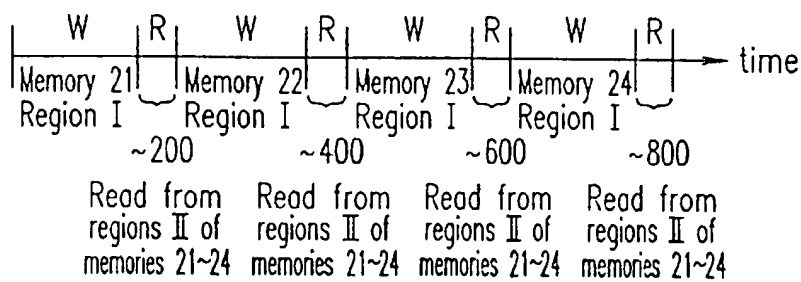 W R W R W R W R
time
Memory 21 Memory 22 Memory 23 Memory 24
Region I Region I Region I Region I
~200 ~400 ~600 ~800
Read from Read from Read from Read from
regions II of regions II of regions II of regions II of
memories 21~24 memories 21~24 memories 21~24 memories 21~24